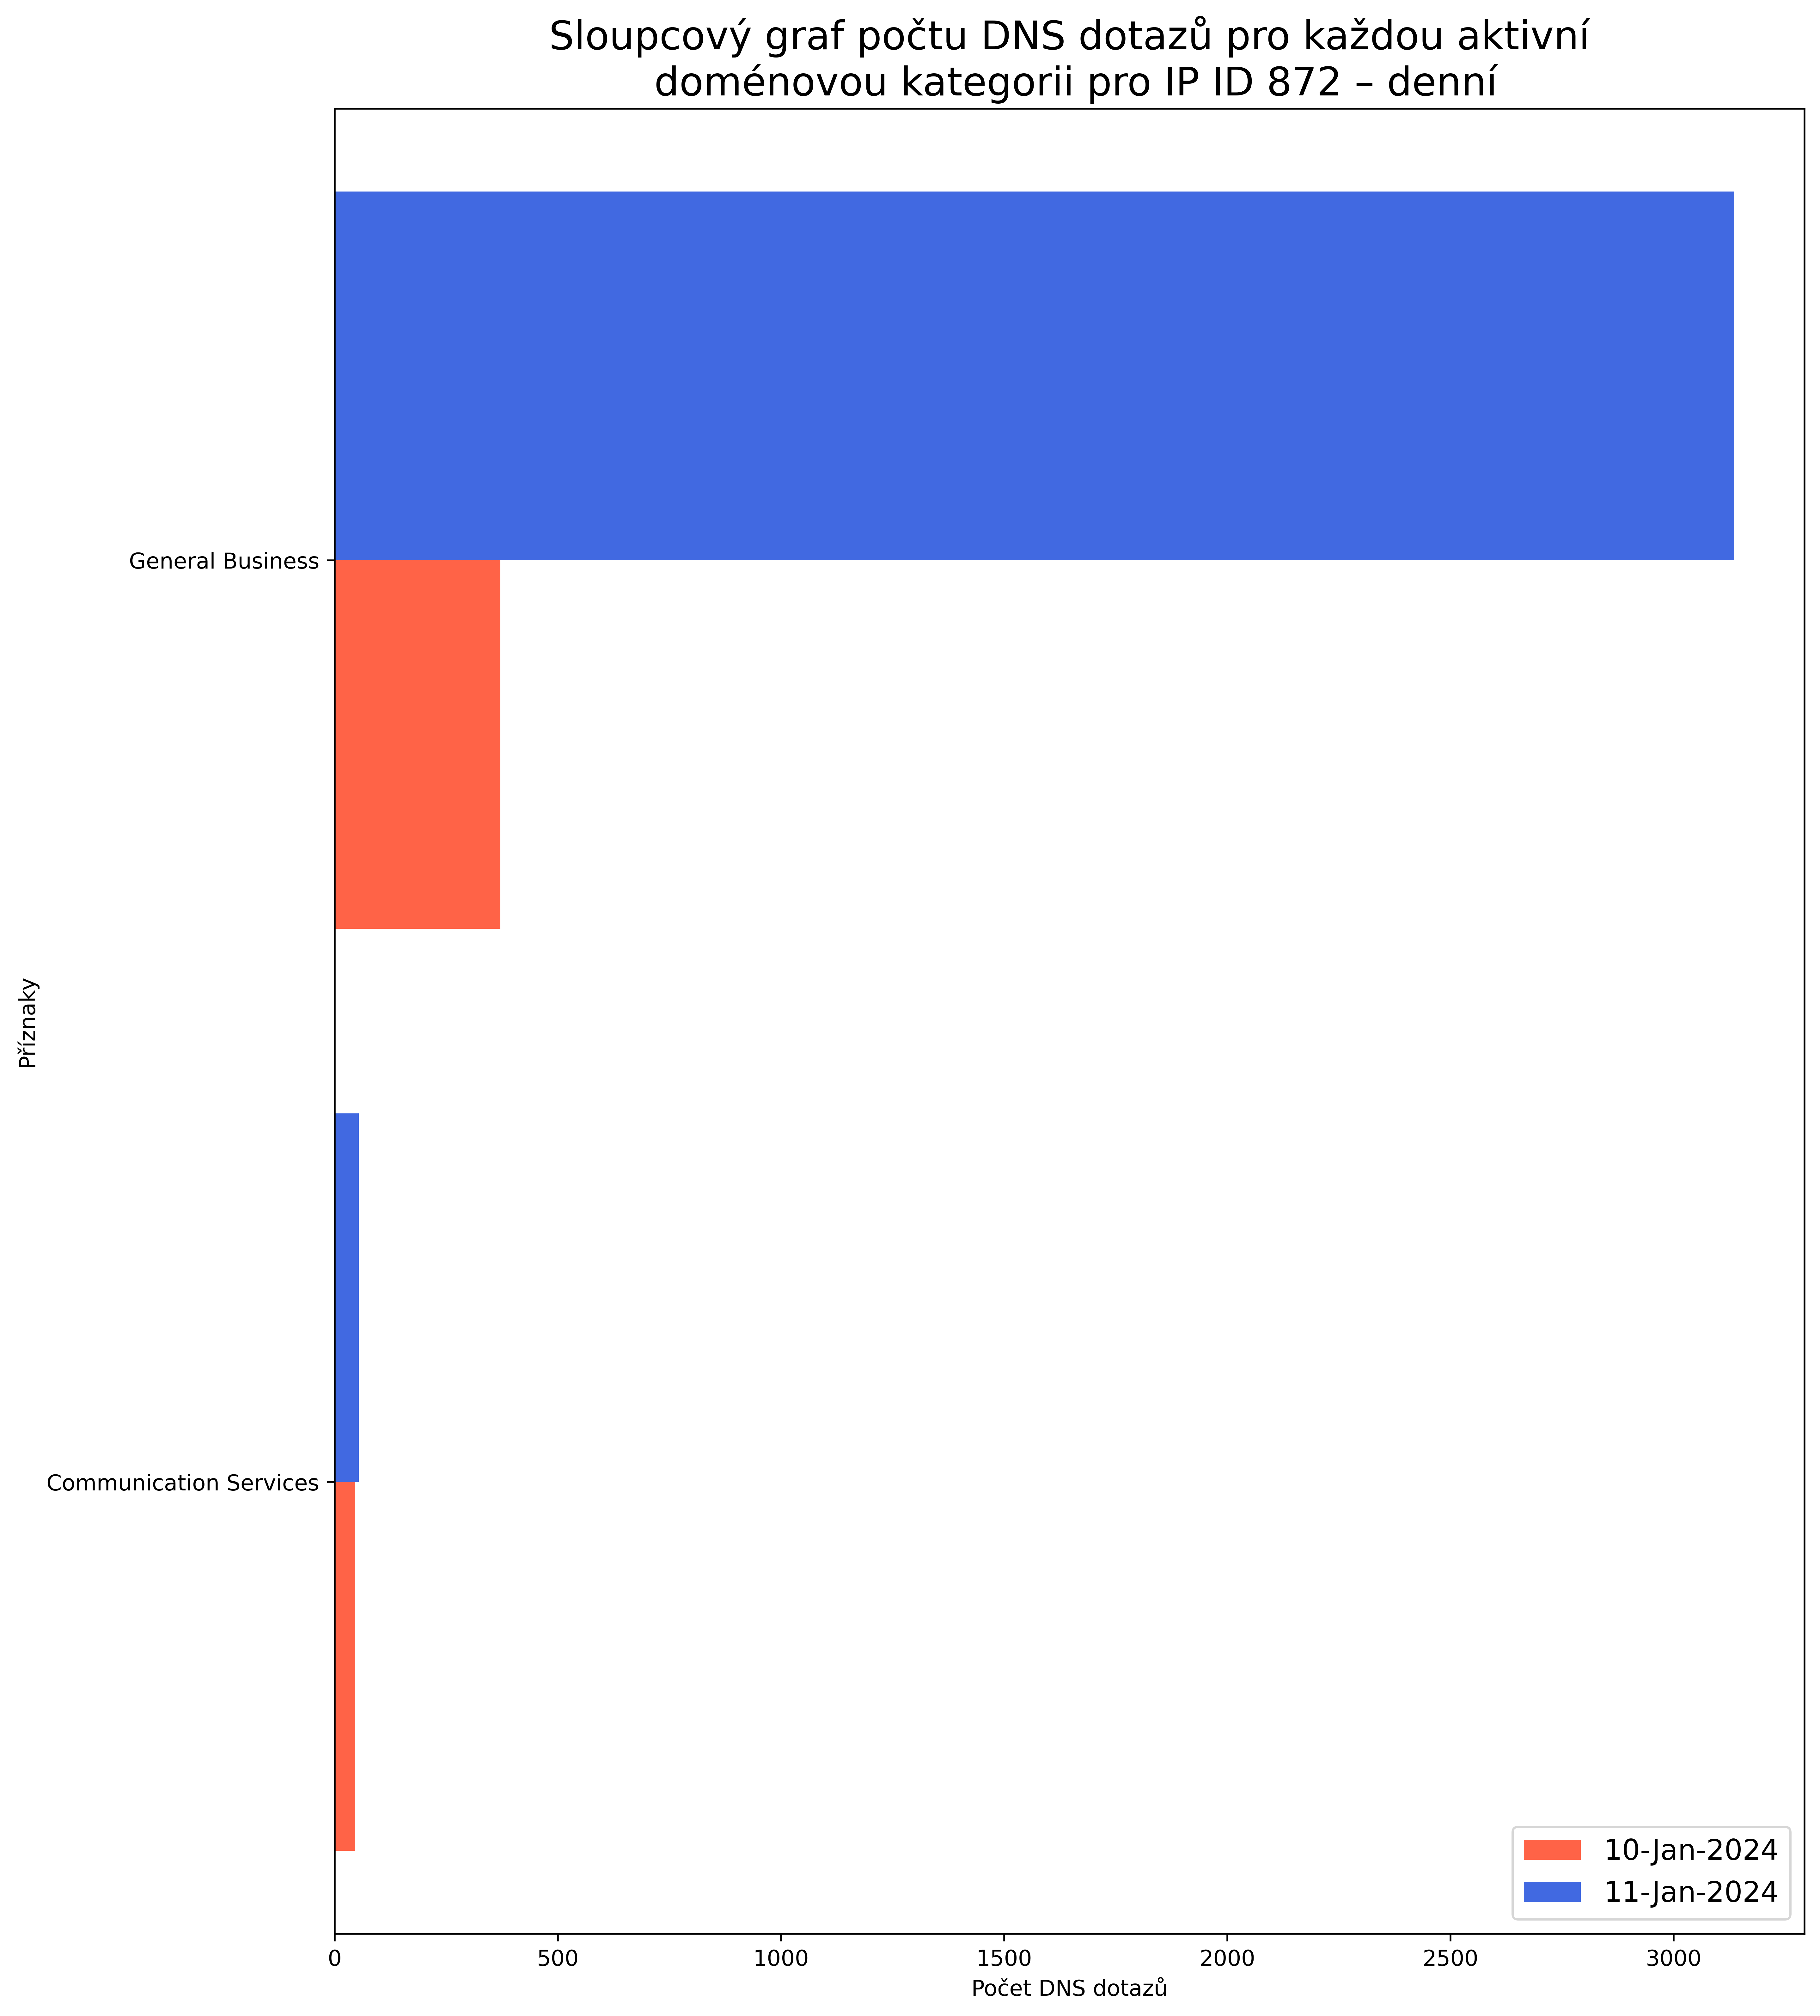 Sloupcový graf počtu DNS dotazů pro každou aktivní
doménovou kategorii pro IP ID 872 – denní
General Business
Příznaky
Communication Services
10-Jan-2024
11-Jan-2024
0 500 1000 1500 2000 2500 3000
Počet DNS dotazů